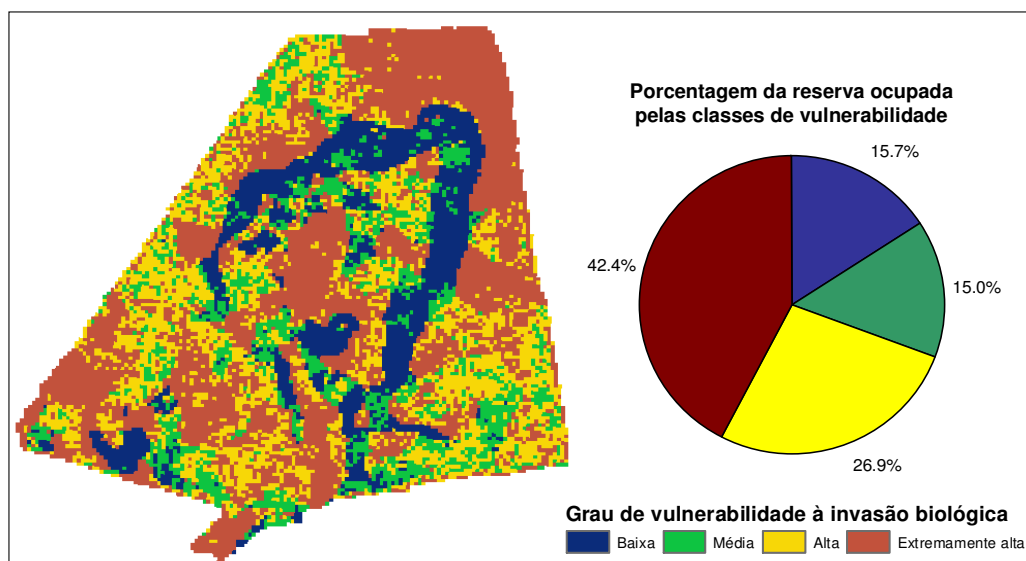 Porcentagem da reserva ocupada
pelas classes de vulnerabilidade
15.7%
42.4%
15.0%
26.9%
Grau de vulnerabilidade à invasão biológica
Baixa Média Alta Extremamente alta